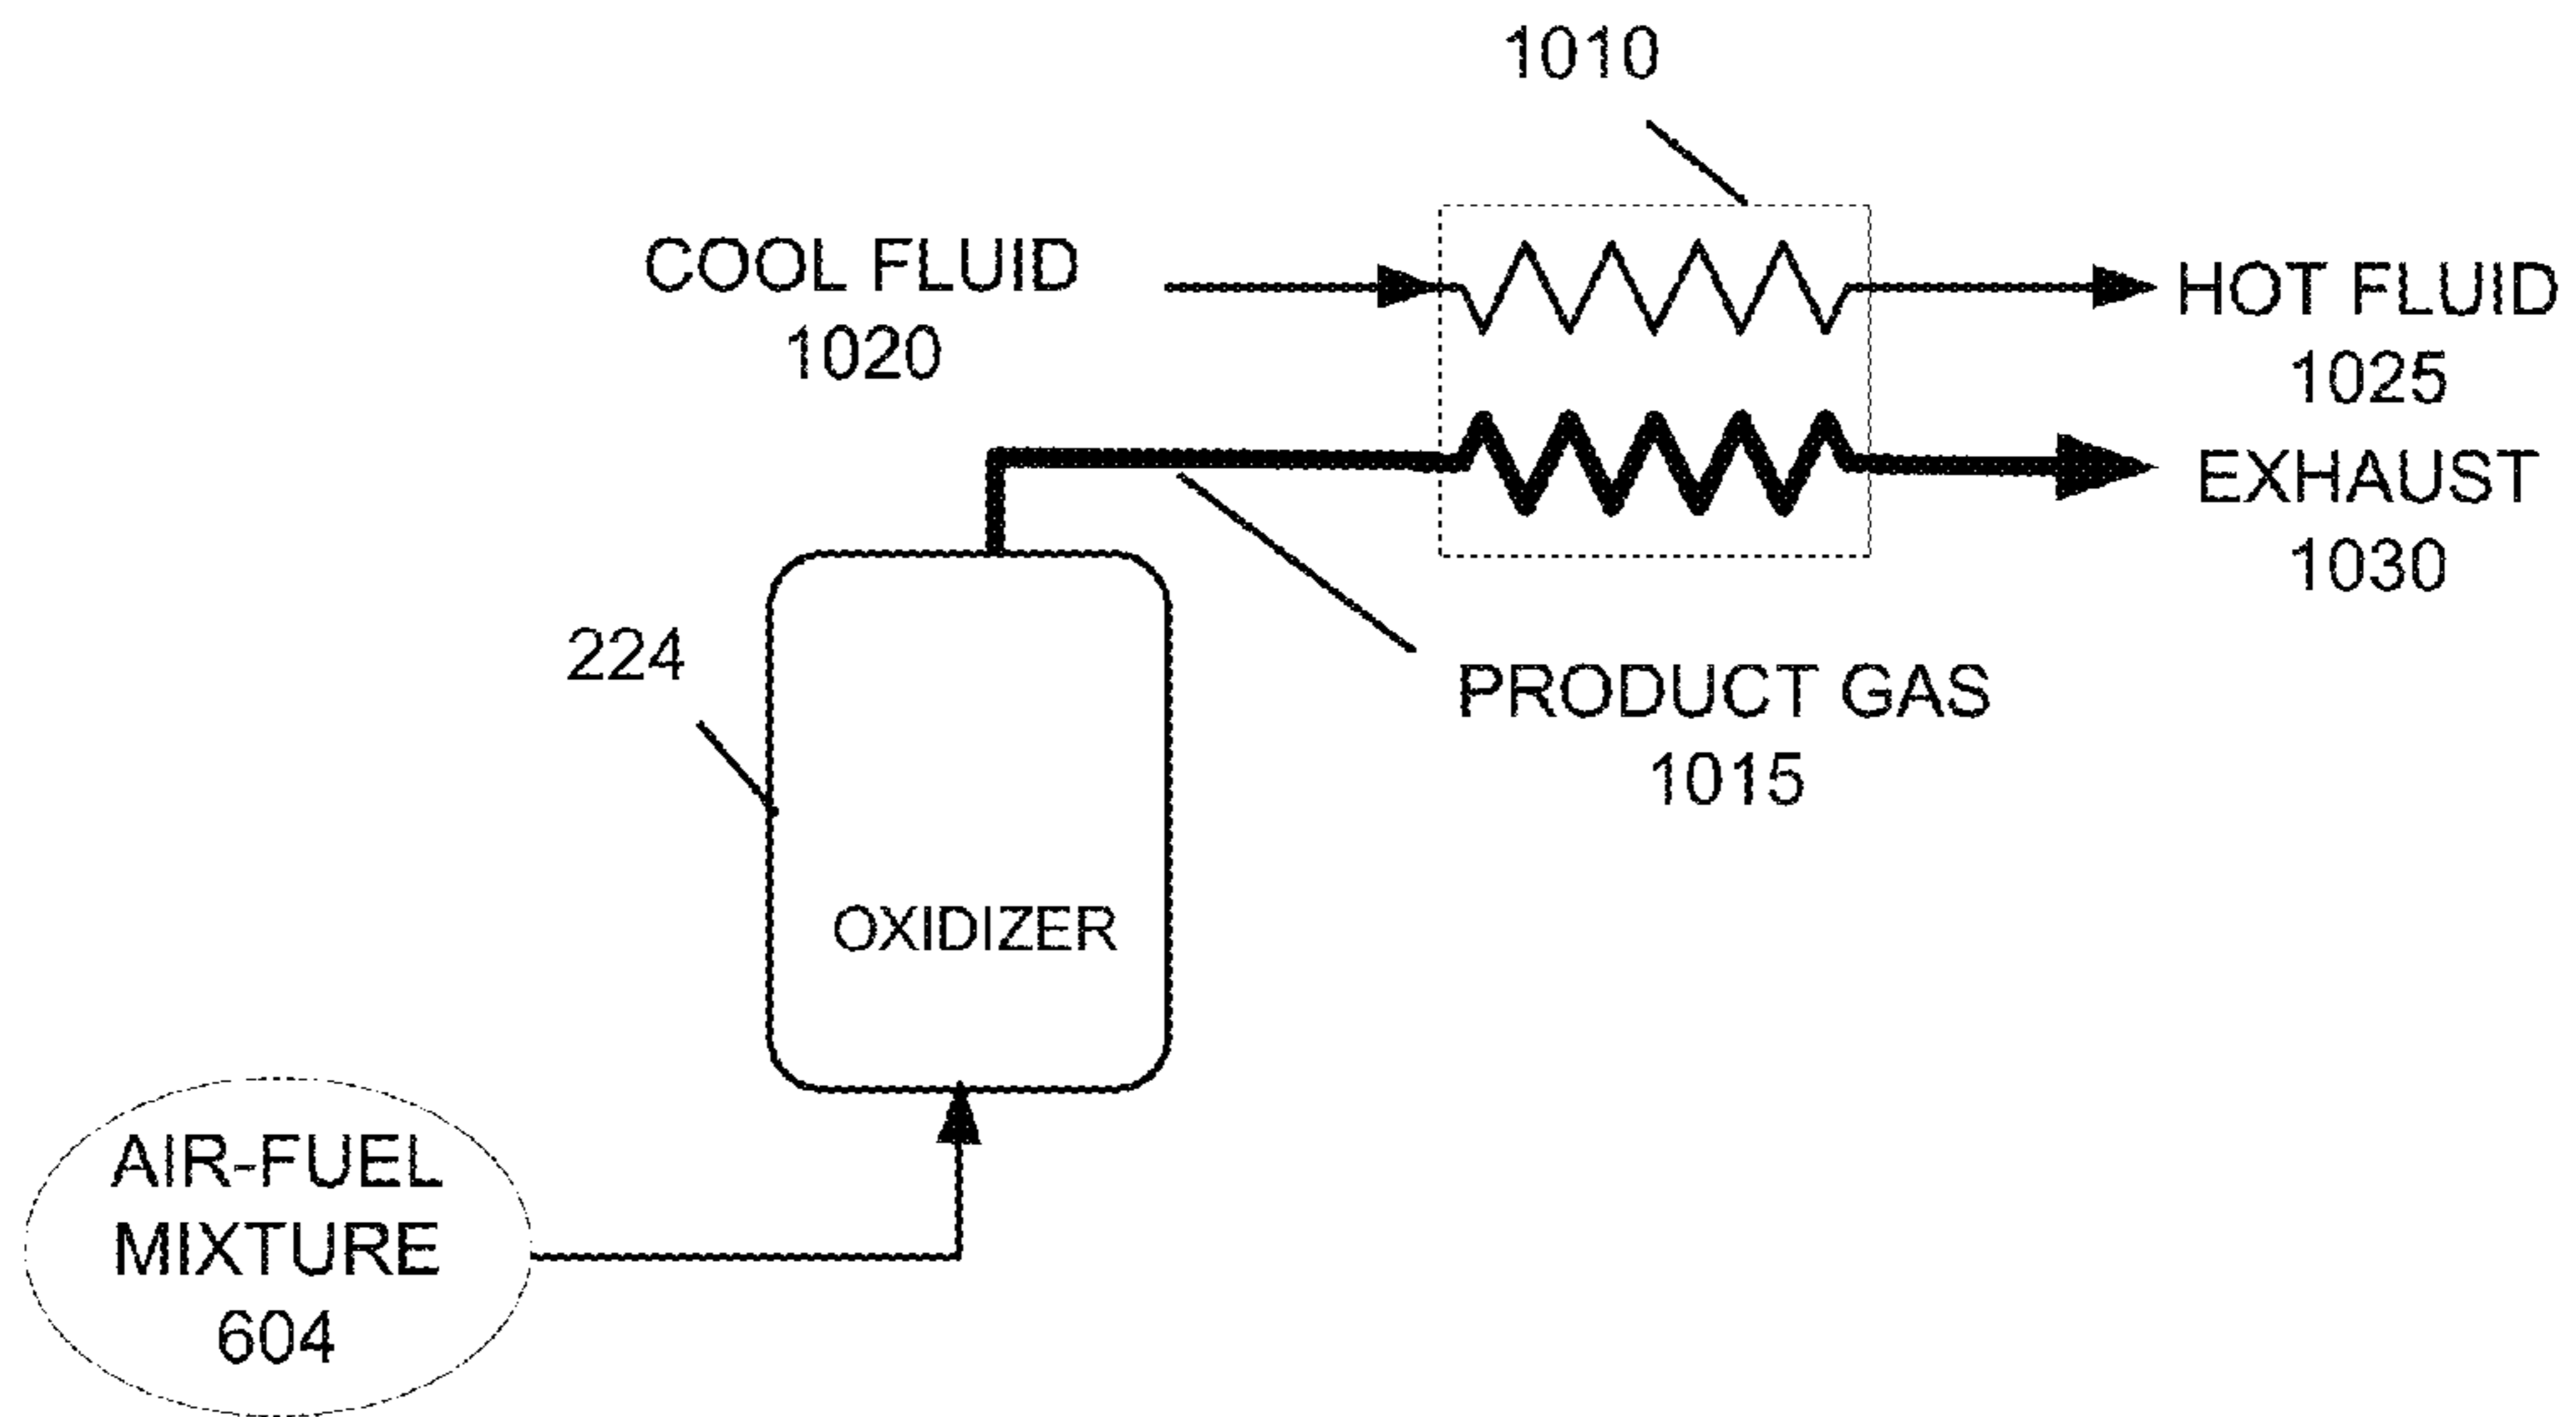 1010
COOL FLUID
1020
HOT FLUID
1025
EXHAUST
1030
224
PRODUCT GAS
1015
OXIDIZER
AIR-FUEL
MIXTURE
604